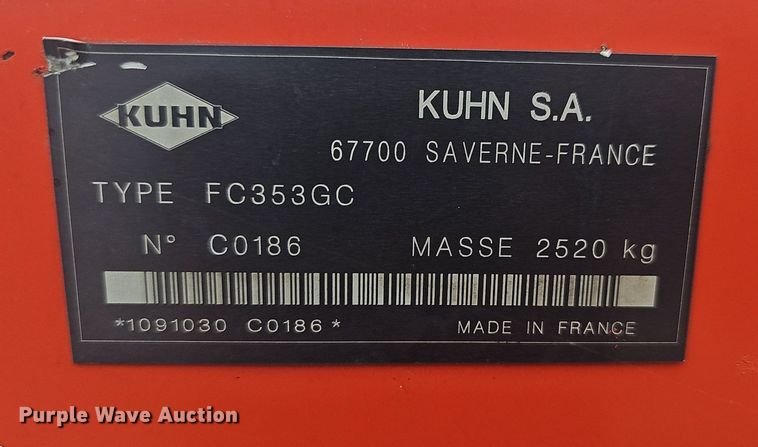 KUHN
KUHN S.A.
67700 SAVERNE-FRANCE
TYPE FC353GC
N° C0186 MASSE 2520 kg
*1091030 C0186*
MADE IN FRANCE
Purple Wave Auction